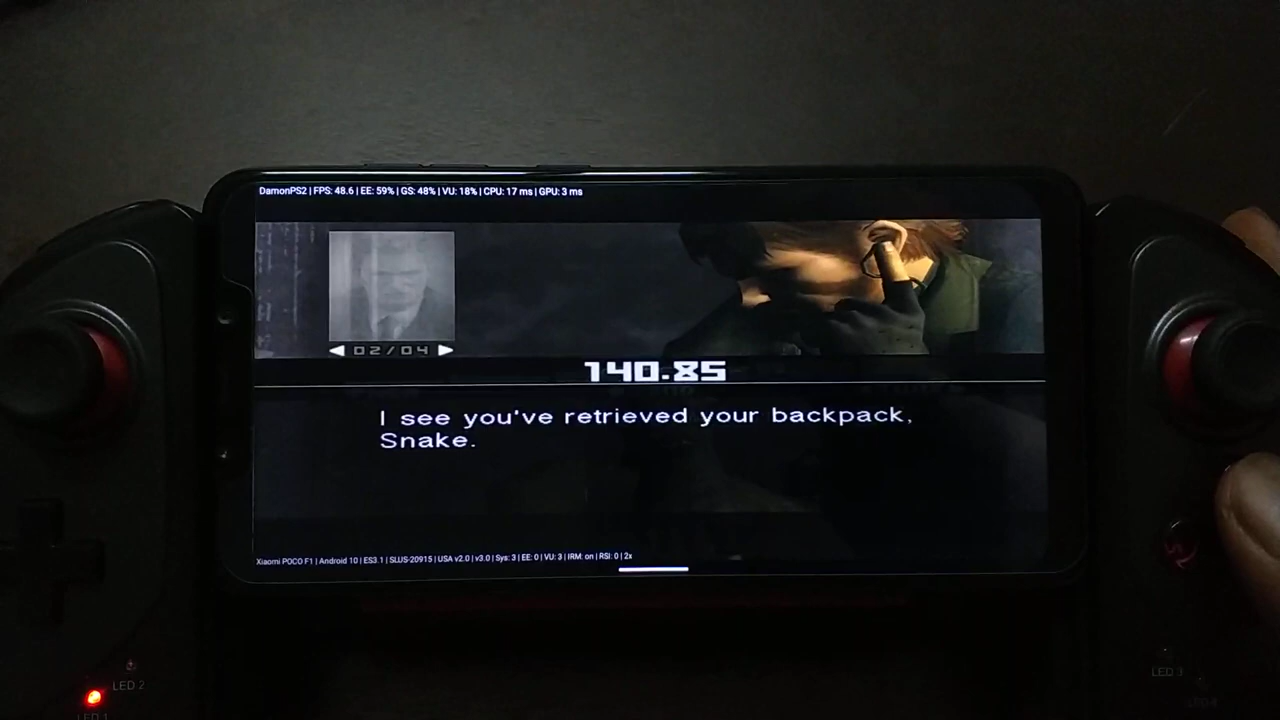 DamonPS2 | FPS: 48.6 | EE: 59% | GS: 48% | VU: 18% | CPU: 17 ms | GPU: 3 ms
02/04
140.85
I see you've retrieved your backpack,
Snake.
Xiaomi POCO F1 | Android 10 | ES3.1 | SLUS-20915 | USA v2.0 | v3.0 | Sys: 3 | EE: 0 | VU: 3 | IRM: on | RSI: 0 | 2x
LED 2
LED 1
LED 3